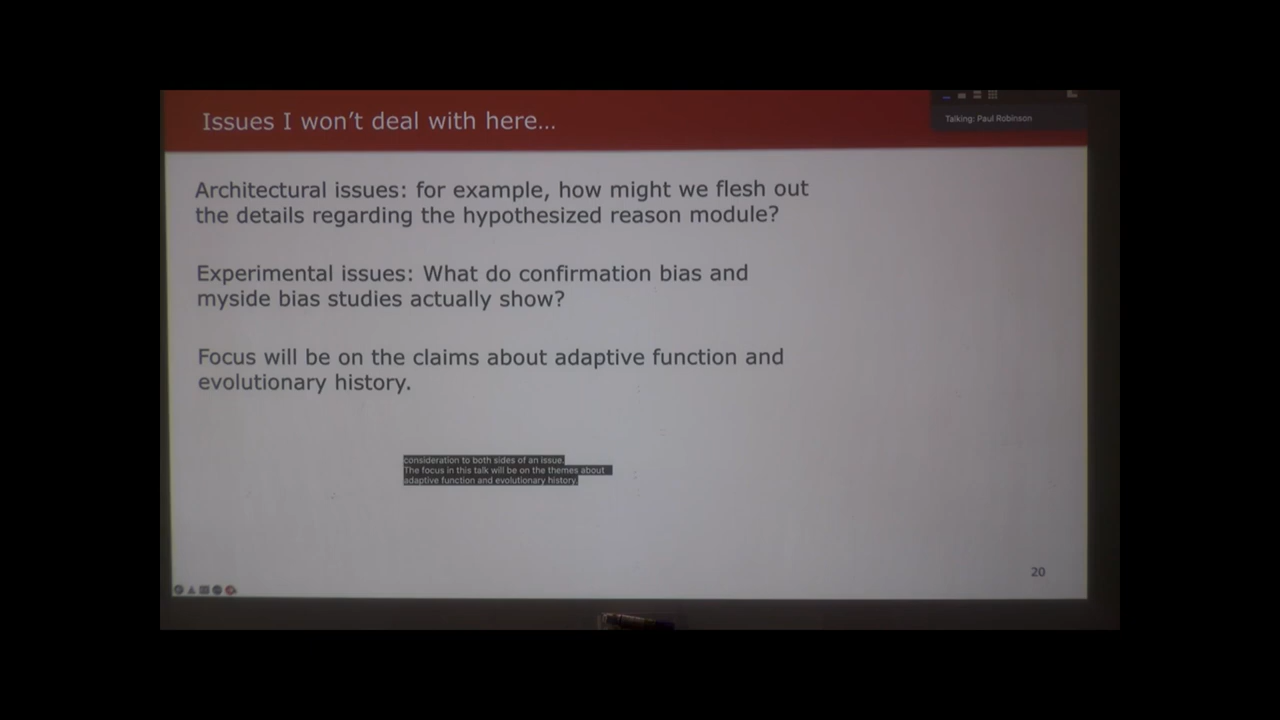 Issues I won't deal with here...
Talking: Paul Robinson
Architectural issues: for example, how might we flesh out
the details regarding the hypothesized reason module?
Experimental issues: What do confirmation bias and
myside bias studies actually show?
Focus will be on the claims about adaptive function and
evolutionary history.
consideration to both sides of an issue.
The focus in this talk will be on the themes about
adaptive function and evolutionary history.
20